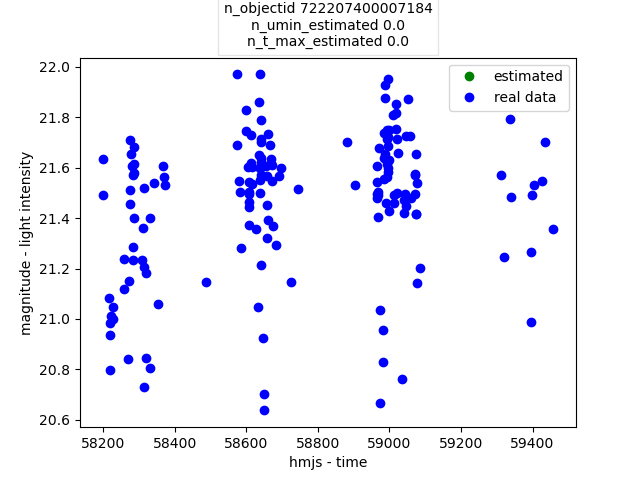 n_objectid 722207400007184
n_umin_estimated 0.0
n_t_max_estimated 0.0
estimated
real data
magnitude - light intensity
22.0
21.8
21.6
21.4
21.2
21.0
20.8
20.6
58200 58400 58600 58800 59000 59200 59400
hmjs - time